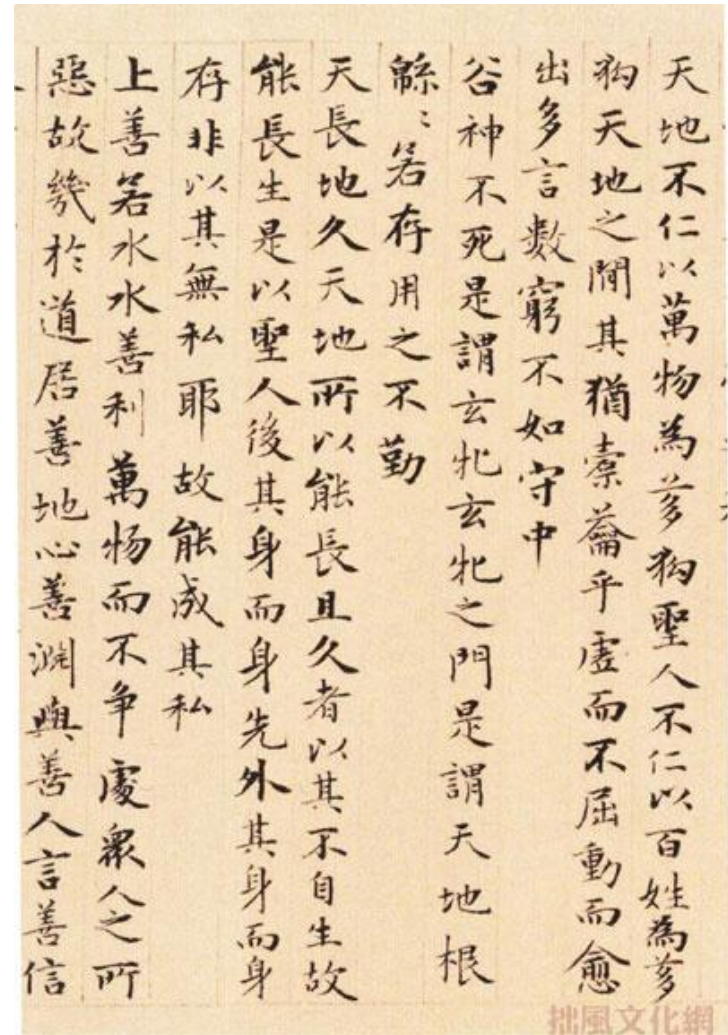 天地不仁以萬物為芻狗聖人不仁以百姓為芻
狗天地之間其猶橐籥乎虛而不屈動而愈
出多言數窮不如守中
谷神不死是謂玄牝玄牝之門是謂天地根
緜〻若存用之不勤
天長地久天地所以能長且久者以其不自生故
能長生是以聖人後其身而身先外其身而身
存非以其無私耶故能成其私
上善若水水善利萬物而不争處衆人之所
惡故幾於道居善地心善淵與善人言善信
拙風文化網